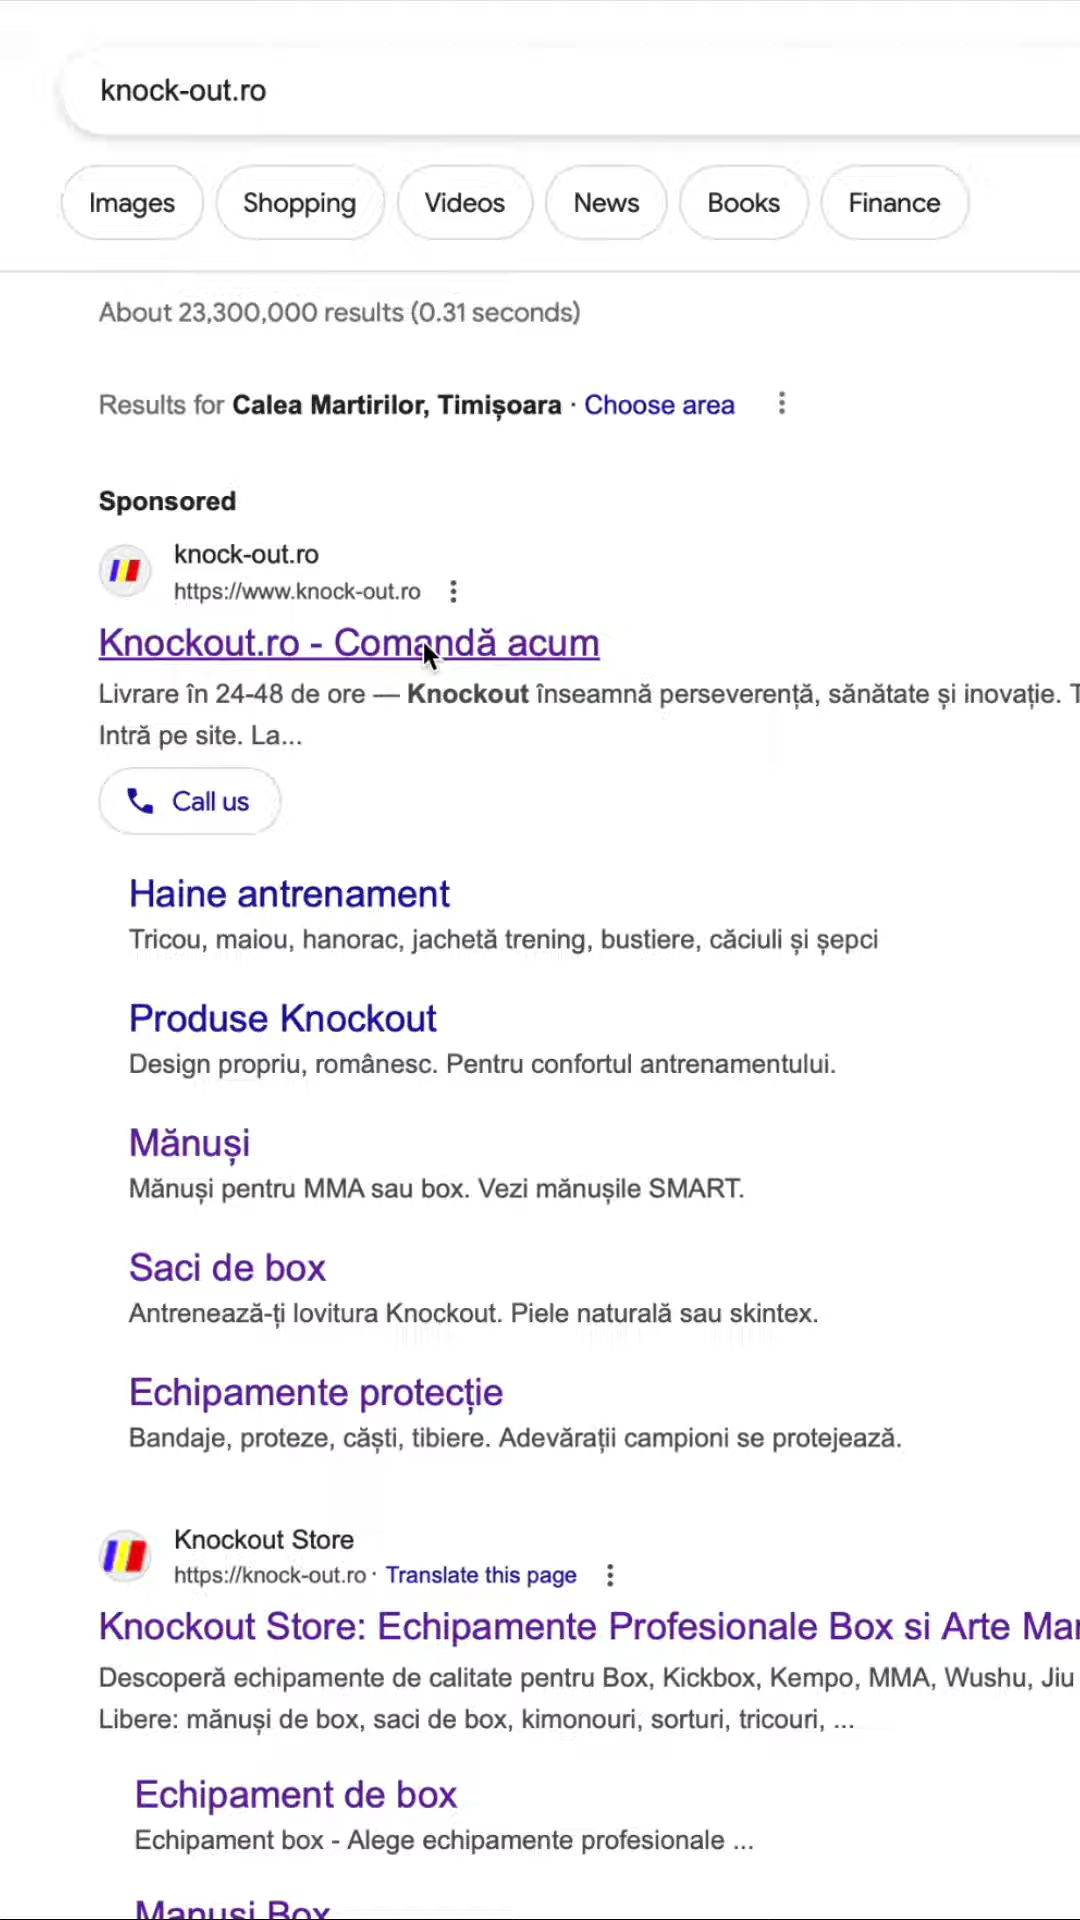 knock-out.ro
Images
Shopping
Videos
News
Books
Finance
About 23,300,000 results (0.31 seconds)
Results for Calea Martirilor, Timișoara · Choose area
Sponsored
knock-out.ro
https://www.knock-out.ro
Knockout.ro - Comandă acum
Livrare în 24-48 de ore — Knockout înseamnă perseverență, sănătate și inovație.
Intră pe site. La...
Call us
Haine antrenament
Tricou, maiou, hanorac, jachetă trening, bustiere, căciuli și șepci
Produse Knockout
Design propriu, românesc. Pentru confortul antrenamentului.
Mănuși
Mănuși pentru MMA sau box. Vezi mănușile SMART.
Saci de box
Antrenează-ți lovitura Knockout. Piele naturală sau skintex.
Echipamente protecție
Bandaje, proteze, căști, tibiere. Adevărații campioni se protejează.
Knockout Store
https://knock-out.ro · Translate this page
Knockout Store: Echipamente Profesionale Box si Arte Mar
Descoperă echipamente de calitate pentru Box, Kickbox, Kempo, MMA, Wushu, Jiu
Libere: mănuși de box, saci de box, kimonouri, sorturi, tricouri, ...
Echipament de box
Echipament box - Alege echipamente profesionale ...
Manusi Box